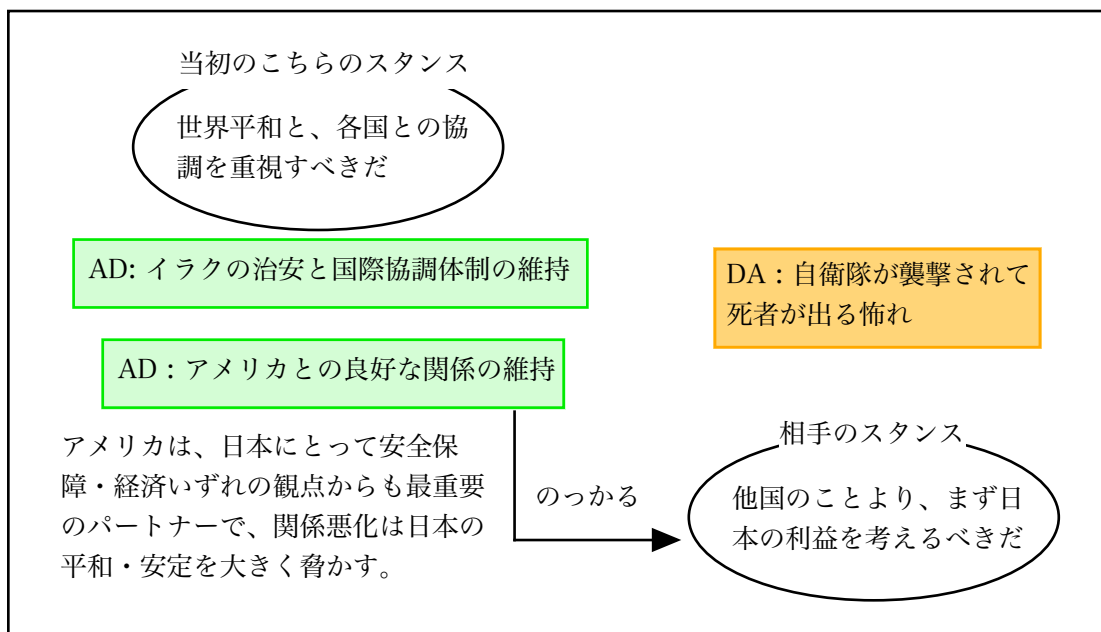 当初のこちらのスタンス
世界平和と、各国との協
調を重視すべきだ
AD: イラクの治安と国際協調体制の維持
DA：自衛隊が襲撃されて
死者が出る怖れ
AD：アメリカとの良好な関係の維持
アメリカは、日本にとって安全保
障・経済いずれの観点からも最重要
のパートナーで、関係悪化は日本の
平和・安定を大きく脅かす。
のっかる
相手のスタンス
他国のことより、まず日
本の利益を考えるべきだ